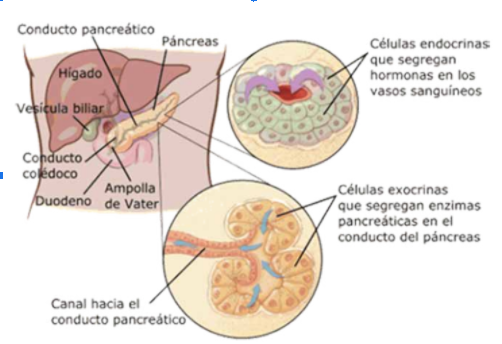 Conducto pancreático
Páncreas
Hígado
Vesícula biliar
Conducto
colédoco
Duodeno
Ampolla
de Vater
Células endocrinas
que segregan
hormonas en los
vasos sanguíneos
Células exocrinas
que segregan enzimas
pancreáticas en el
conducto del páncreas
Canal hacia el
conducto pancreático